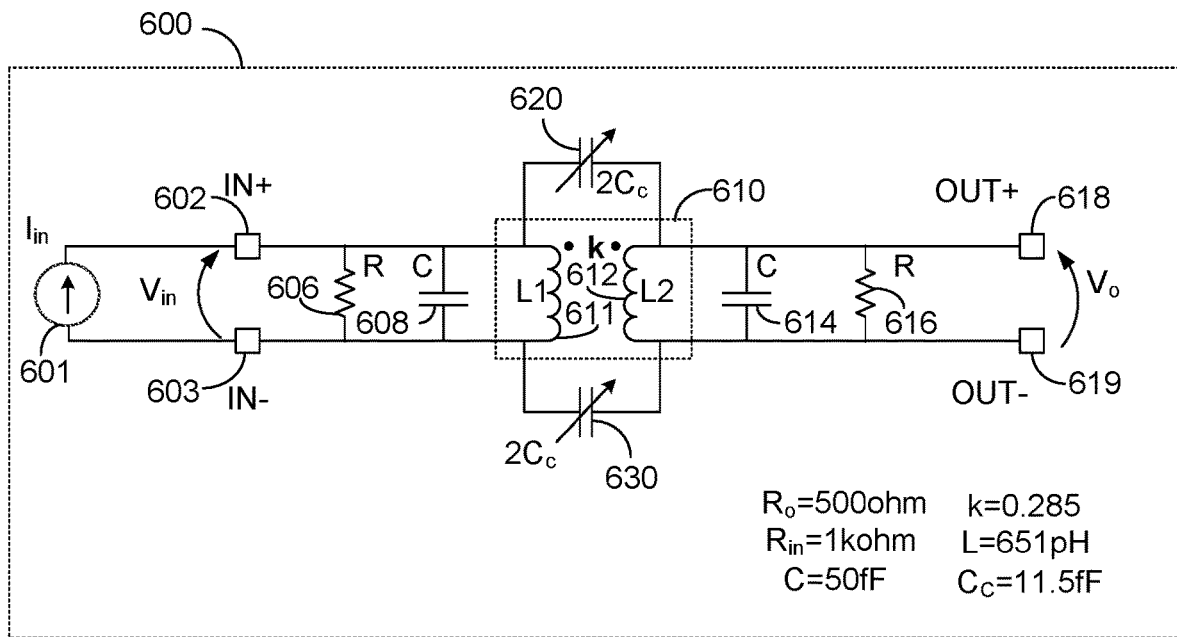 600
620
2Cc
610
602
IN+
OUT+
618
Iin
Vin
R
606
C
608
L1
k
612
L2
611
C
614
R
616
Vo
601
603
IN-
2Cc
630
OUT-
619
Ro=500ohm k=0.285
Rin=1kohm L=651pH
C=50fF CC=11.5fF